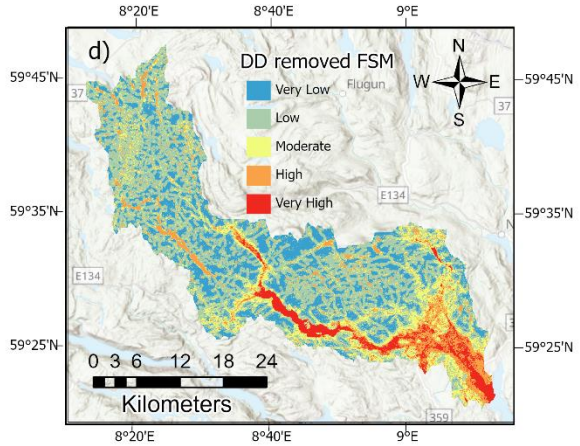 8°20'E 8°40'E 9°E
d)
DD removed FSM
Very Low
Low
Moderate
High
Very High
N
W E
S
Flugun
37
37
E134
E134
359
59°45'N 59°45'N
59°35'N 59°35'N
59°25'N 59°25'N
0 3 6 12 18 24
Kilometers
8°20'E 8°40'E 9°E